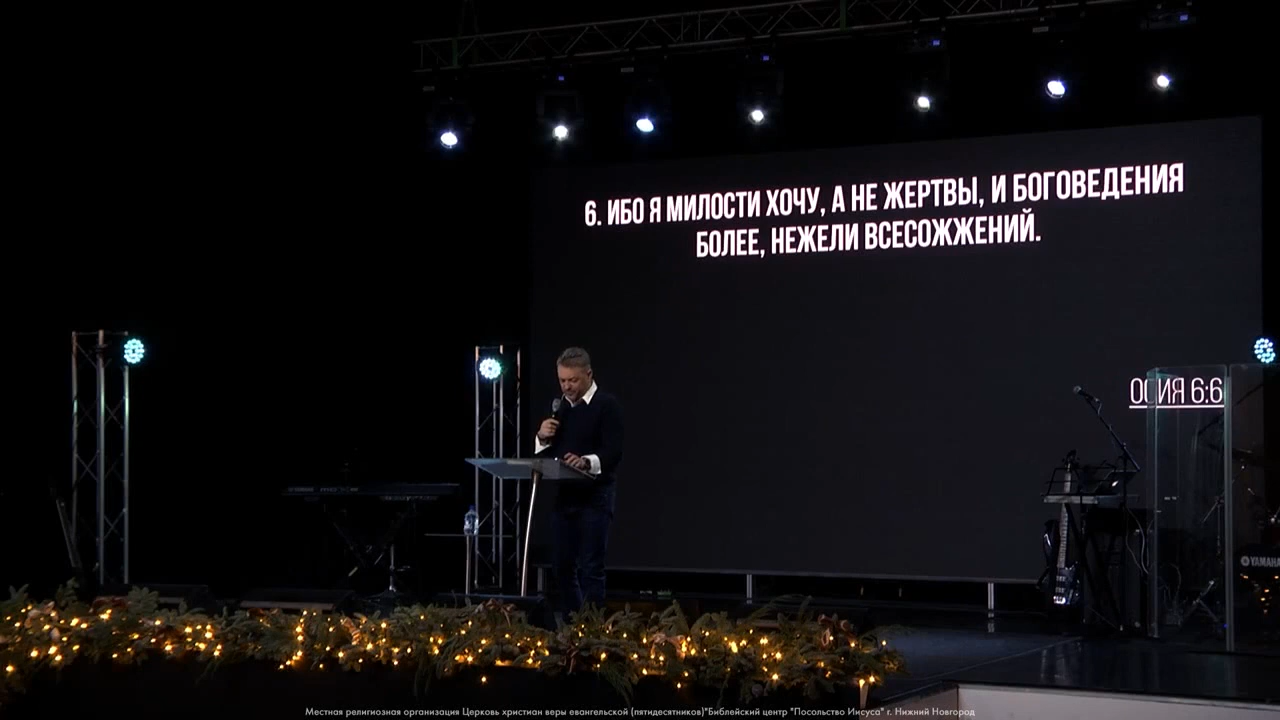 6. ИБО Я МИЛОСТИ ХОЧУ, А НЕ ЖЕРТВЫ, И БОГОВЕДЕНИЯ
БОЛЕЕ, НЕЖЕЛИ ВСЕСОЖЖЕНИЙ.
ОСИЯ 6:6
YAMAHA
Местная религиозная организация Церковь христиан веры евангельской (пятидесятников)"Библейский центр "Посольство Иисуса" г. Нижний Новгород